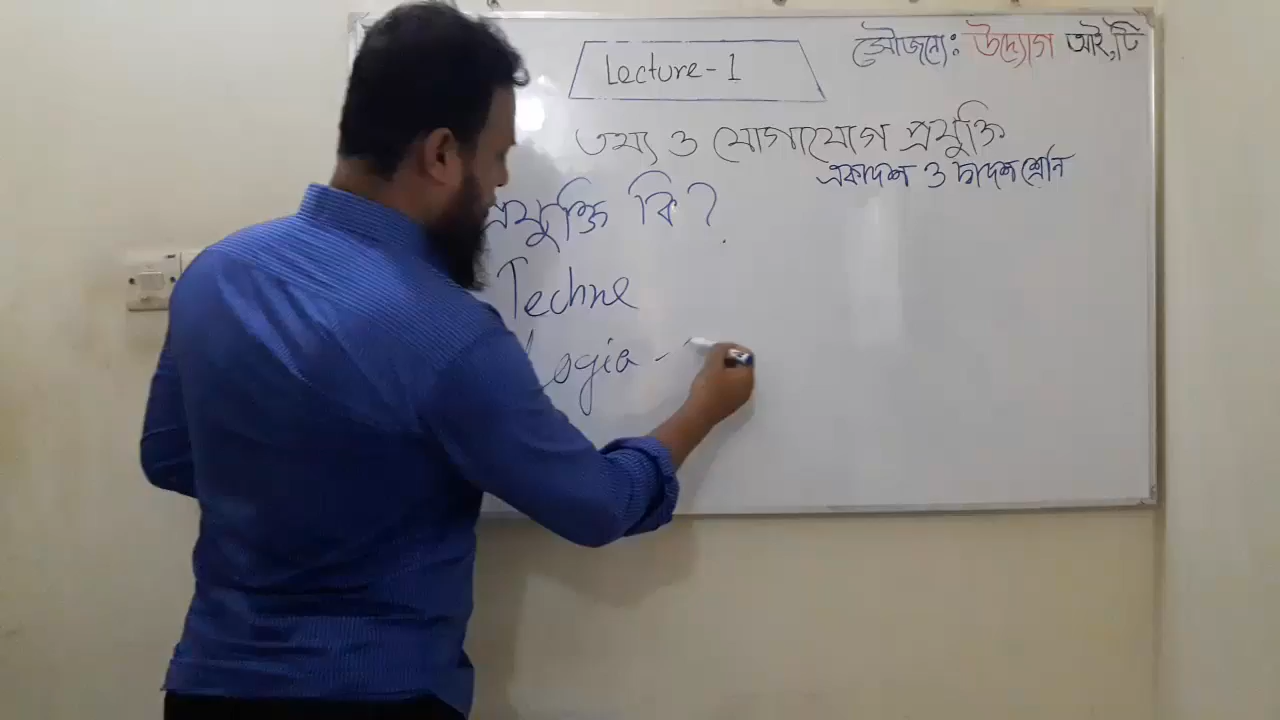 Lecture - 1
সৌজন্যে: উদ্যোগ আই,টি
তথ্য ও যোগাযোগ প্রযুক্তি
একাদশ ও দ্বাদশ শ্রেনি
প্রযুক্তি কি?
Techne
Logia -